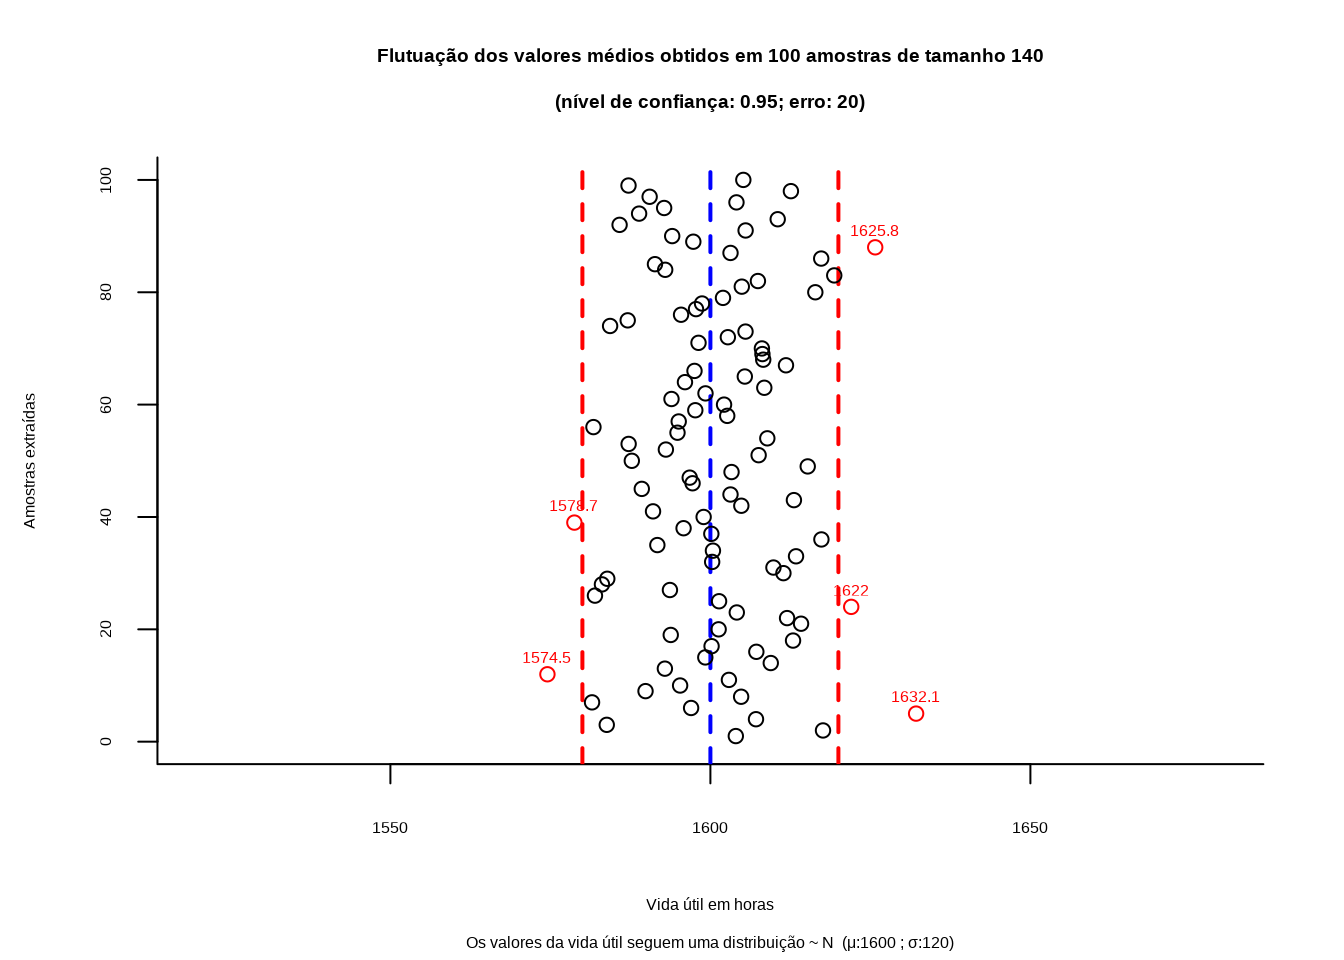 Flutuação dos valores médios obtidos em 100 amostras de tamanho 140
(nível de confiança: 0.95; erro: 20)
Amostras extraídas
100
80
60
40
20
0
1625.8
1578.7
1622
1574.5
1632.1
1550
1600
1650
Vida útil em horas
Os valores da vida útil seguem uma distribuição ~ N (μ:1600 ; σ:120)